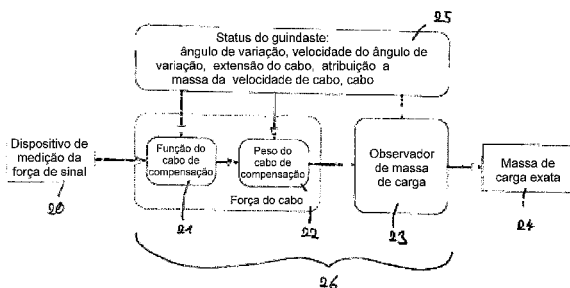 25
Status do guindaste:
ângulo de variação, velocidade do ângulo de
variação, extensão do cabo, atribuição a
massa da velocidade de cabo, cabo
Dispositivo de
medição da
força de sinal
20
Função do
cabo de
compensação
21
Peso do
cabo de
compensação
Força do cabo
22
Observador
de massa
de carga
23
Massa de
carga exata
24
26